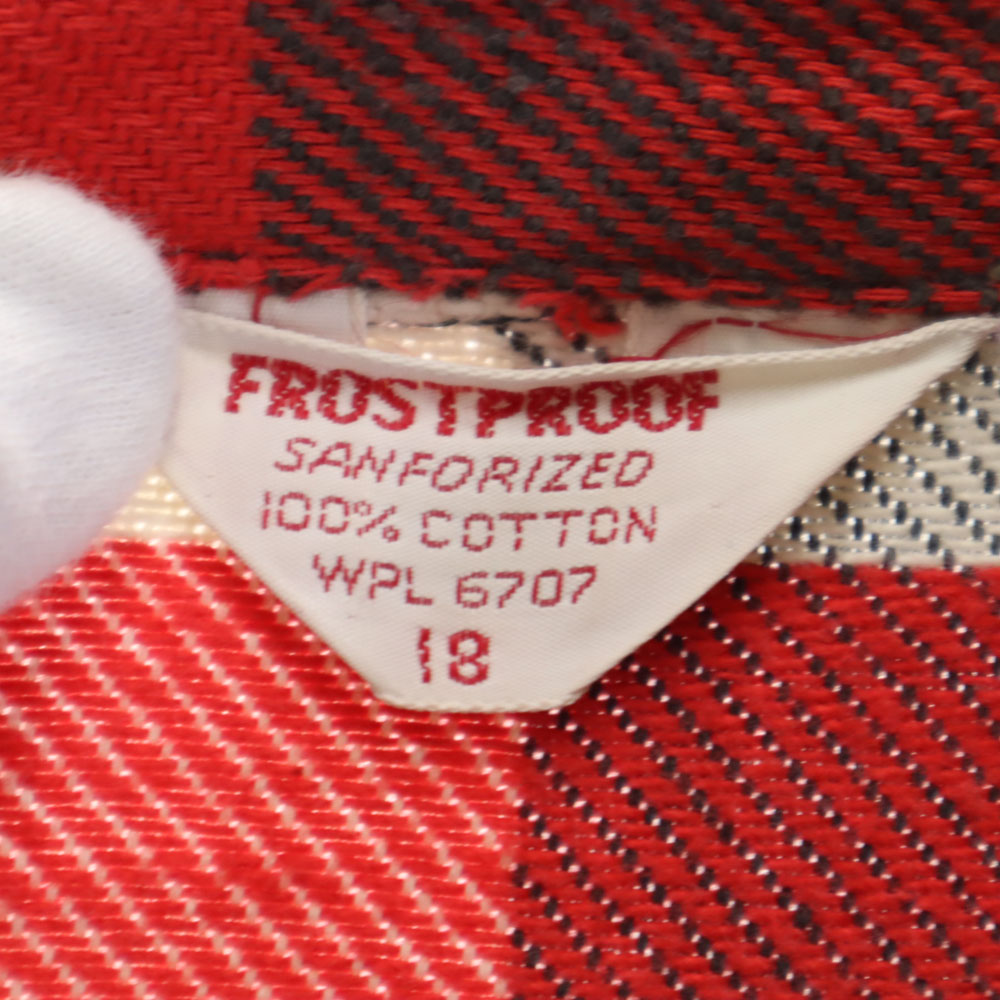 FROSTPROOF
SANFORIZED
100% COTTON
WPL 6707
18